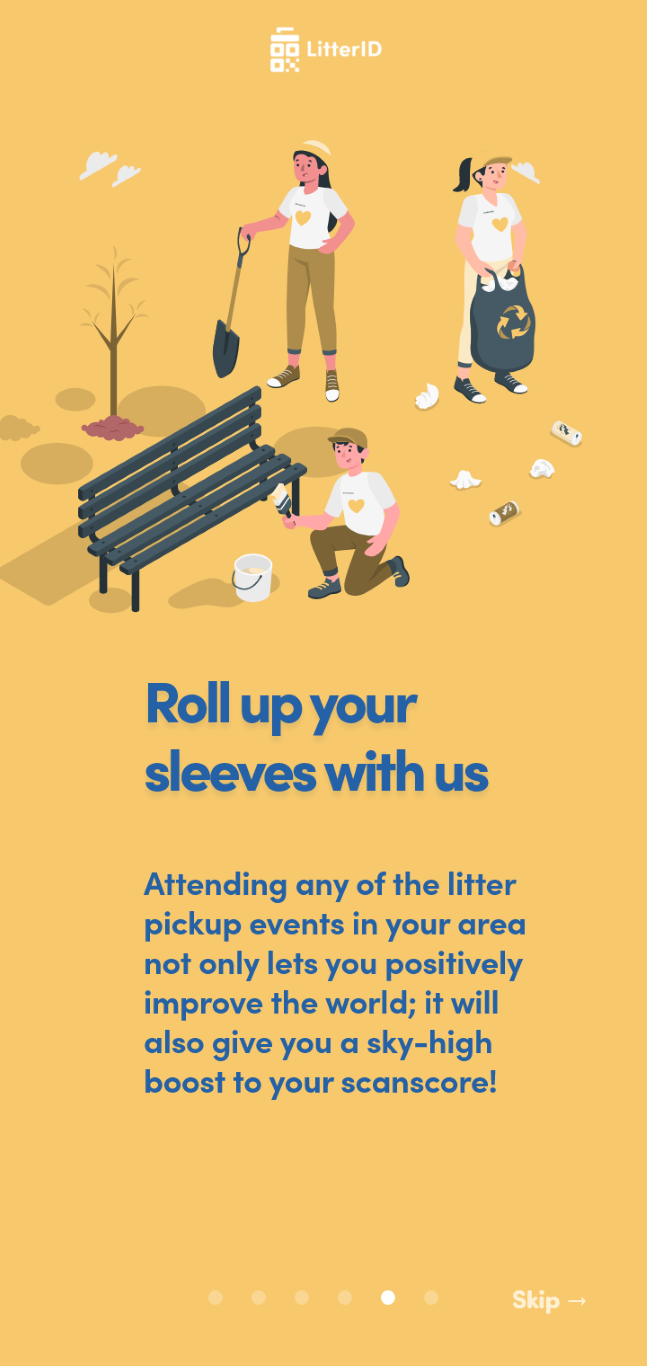 LitterID
Roll up your
sleeves with us
Attending any of the litter
pickup events in your area
not only lets you positively
improve the world; it will
also give you a sky-high
boost to your scanscore!
Skip →